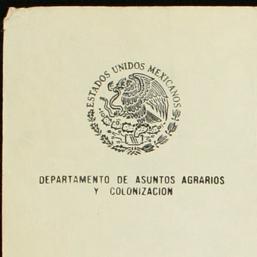 ESTADOS UNIDOS MEXICANOS
DEPARTAMENTO DE ASUNTOS AGRARIOS
Y COLONIZACION